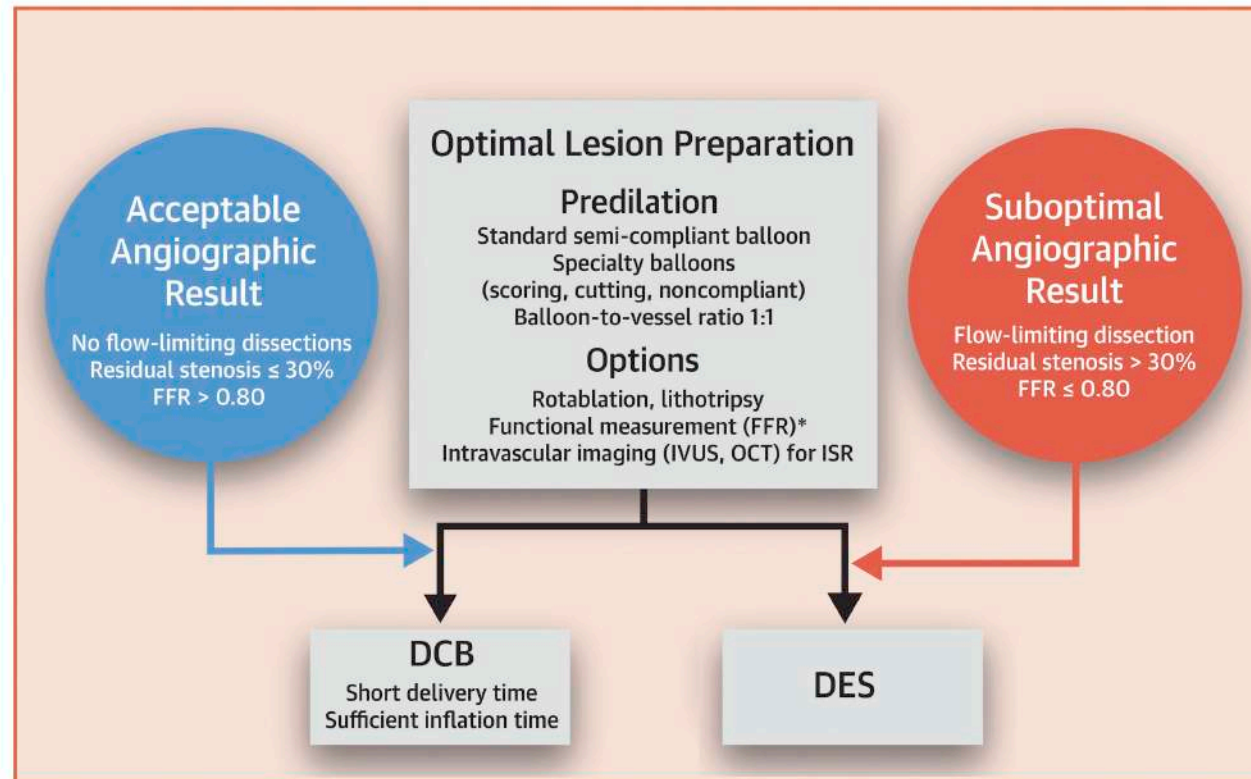 Acceptable
Angiographic
Result
No flow-limiting dissections
Residual stenosis ≤ 30%
FFR > 0.80
Optimal Lesion Preparation
Predilation
Standard semi-compliant balloon
Specialty balloons
(scoring, cutting, noncompliant)
Balloon-to-vessel ratio 1:1
Options
Rotablation, lithotripsy
Functional measurement (FFR)*
Intravascular imaging (IVUS, OCT) for ISR
Suboptimal
Angiographic
Result
Flow-limiting dissection
Residual stenosis > 30%
FFR ≤ 0.80
DCB
Short delivery time
Sufficient inflation time
DES